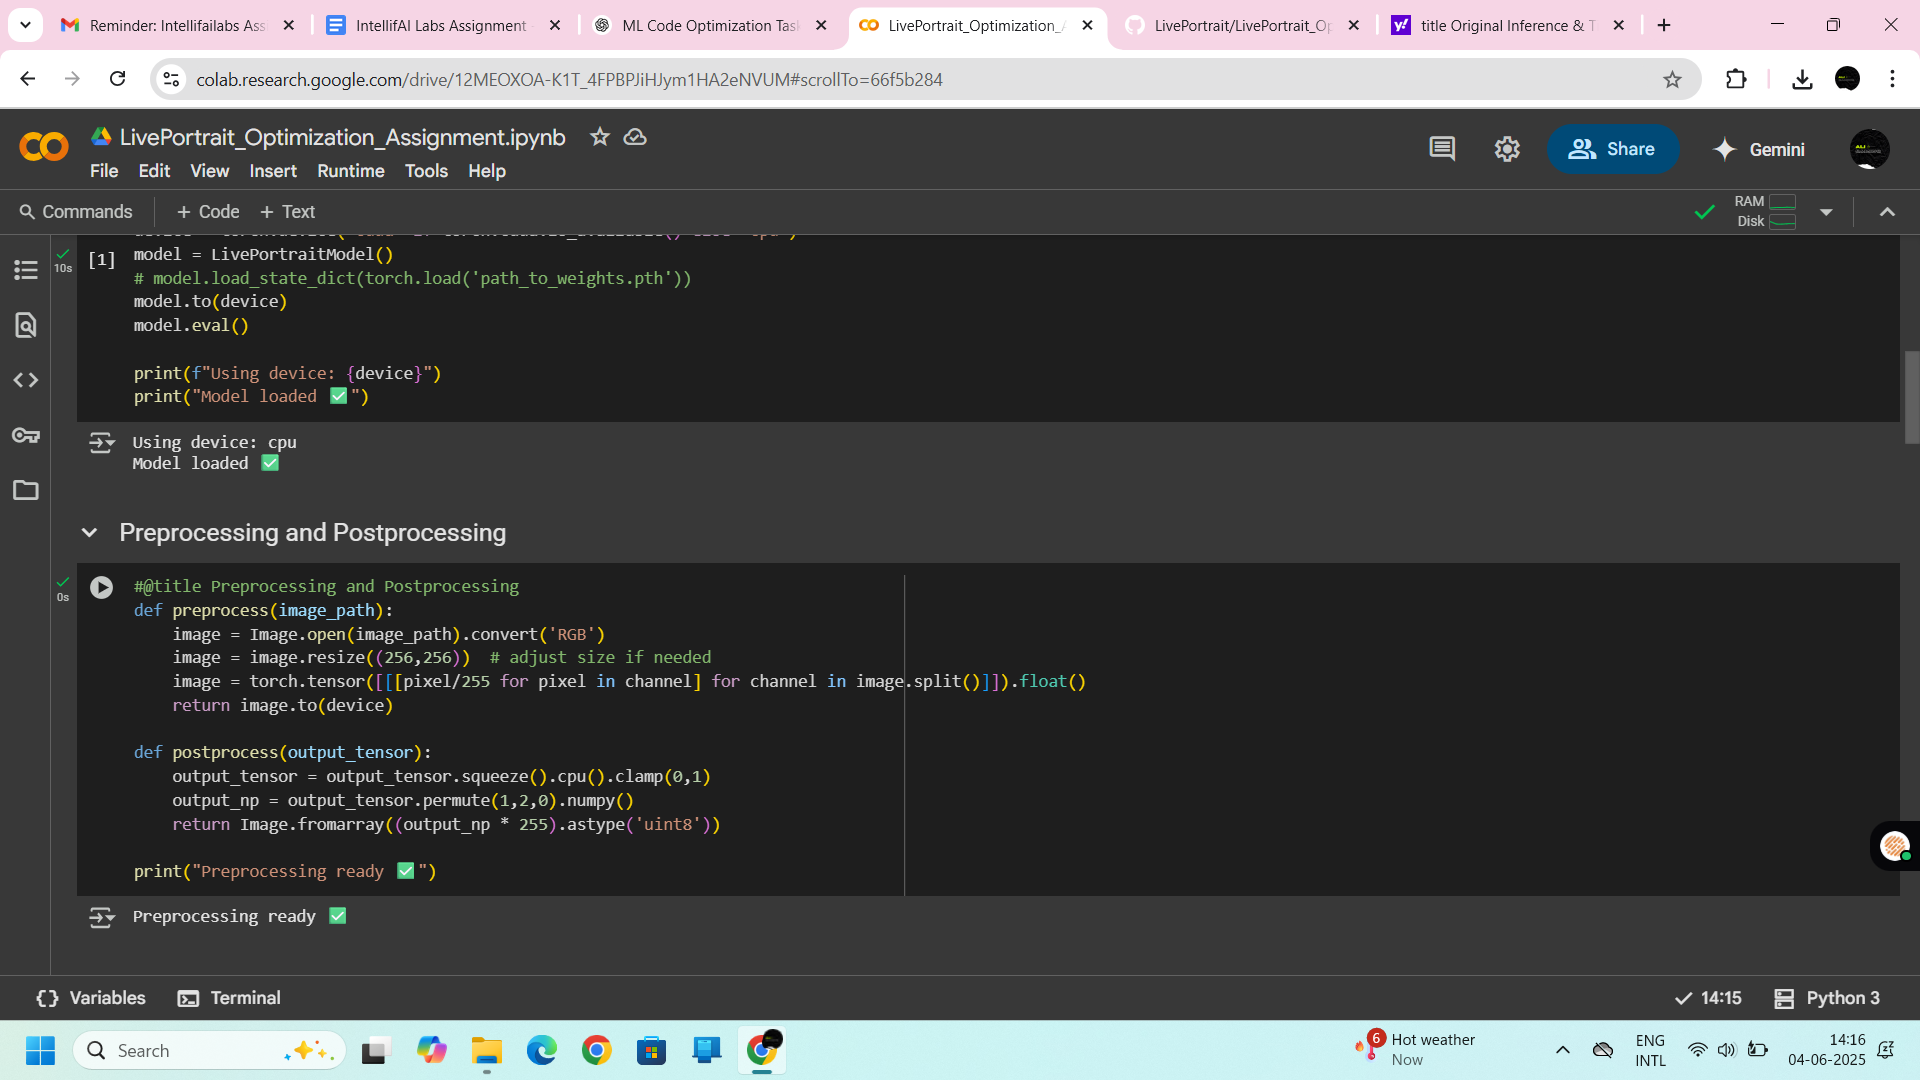 Reminder: Intellifailabs Ass
IntellifAI Labs Assignment
ML Code Optimization Tas
LivePortrait_Optimization_A
LivePortrait/LivePortrait_Op
title Original Inference & T
colab.research.google.com/drive/12MEOXOA-K1T_4FPBPJiHJym1HA2eNVUM#scrollTo=66f5b284
LivePortrait_Optimization_Assignment.ipynb
File Edit View Insert Runtime Tools Help
Share
Gemini
Commands + Code + Text
RAM
Disk
10s
[1]
model = LivePortraitModel()
# model.load_state_dict(torch.load('path_to_weights.pth'))
model.to(device)
model.eval()
print(f"Using device: {device}")
print("Model loaded ✅")
Using device: cpu
Model loaded ✅
Preprocessing and Postprocessing
0s
#@title Preprocessing and Postprocessing
def preprocess(image_path):
image = Image.open(image_path).convert('RGB')
image = image.resize((256,256))  # adjust size if needed
image = torch.tensor([[[pixel/255 for pixel in channel] for channel in image.split()]]).float()
return image.to(device)
def postprocess(output_tensor):
output_tensor = output_tensor.squeeze().cpu().clamp(0,1)
output_np = output_tensor.permute(1,2,0).numpy()
return Image.fromarray((output_np * 255).astype('uint8'))
print("Preprocessing ready ✅")
Preprocessing ready ✅
Variables
Terminal
14:15
Python 3
Search
6
Hot weather
Now
ENG
INTL
14:16
04-06-2025